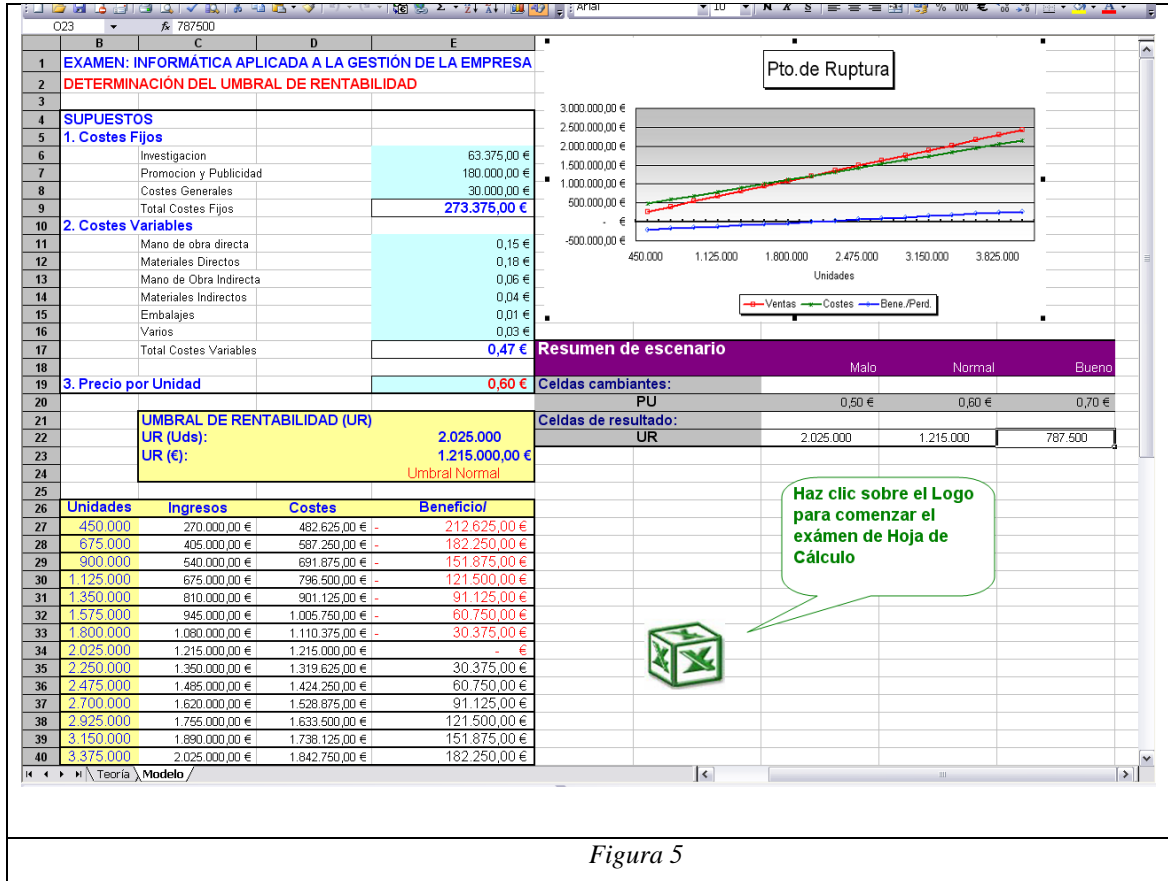 Arial 10 N K S % 000 €
O23 fx 787500
B C D E
1 EXAMEN: INFORMÁTICA APLICADA A LA GESTIÓN DE LA EMPRESA
2 DETERMINACIÓN DEL UMBRAL DE RENTABILIDAD
3
4 SUPUESTOS
5 1. Costes Fijos
6 Investigacion 63.375,00 €
7 Promocion y Publicidad 180.000,00 €
8 Costes Generales 30.000,00 €
9 Total Costes Fijos 273.375,00 €
10 2. Costes Variables
11 Mano de obra directa 0,15 €
12 Materiales Directos 0,18 €
13 Mano de Obra Indirecta 0,06 €
14 Materiales Indirectos 0,04 €
15 Embalajes 0,01 €
16 Varios 0,03 €
17 Total Costes Variables 0,47 €
18
19 3. Precio por Unidad 0,60 €
20
21 UMBRAL DE RENTABILIDAD (UR)
22 UR (Uds): 2.025.000
23 UR (€): 1.215.000,00 €
24 Umbral Normal
25
26 Unidades Ingresos Costes Beneficio/
27 450.000 270.000,00 € 482.625,00 € - 212.625,00 €
28 675.000 405.000,00 € 587.250,00 € - 182.250,00 €
29 900.000 540.000,00 € 691.875,00 € - 151.875,00 €
30 1.125.000 675.000,00 € 796.500,00 € - 121.500,00 €
31 1.350.000 810.000,00 € 901.125,00 € - 91.125,00 €
32 1.575.000 945.000,00 € 1.005.750,00 € - 60.750,00 €
33 1.800.000 1.080.000,00 € 1.110.375,00 € - 30.375,00 €
34 2.025.000 1.215.000,00 € 1.215.000,00 € - €
35 2.250.000 1.350.000,00 € 1.319.625,00 € 30.375,00 €
36 2.475.000 1.485.000,00 € 1.424.250,00 € 60.750,00 €
37 2.700.000 1.620.000,00 € 1.528.875,00 € 91.125,00 €
38 2.925.000 1.755.000,00 € 1.633.500,00 € 121.500,00 €
39 3.150.000 1.890.000,00 € 1.738.125,00 € 151.875,00 €
40 3.375.000 2.025.000,00 € 1.842.750,00 € 182.250,00 €
Pto.de Ruptura
3.000.000,00 €
2.500.000,00 €
2.000.000,00 €
1.500.000,00 €
1.000.000,00 €
500.000,00 €
- €
-500.000,00 €
450.000 1.125.000 1.800.000 2.475.000 3.150.000 3.825.000
Unidades
Ventas Costes Bene./Perd.
Resumen de escenario
Malo Normal Bueno
Celdas cambiantes:
PU 0,50 € 0,60 € 0,70 €
Celdas de resultado:
UR 2.025.000 1.215.000 787.500
Haz clic sobre el Logo
para comenzar el
exámen de Hoja de
Cálculo
Teoría Modelo
Figura 5